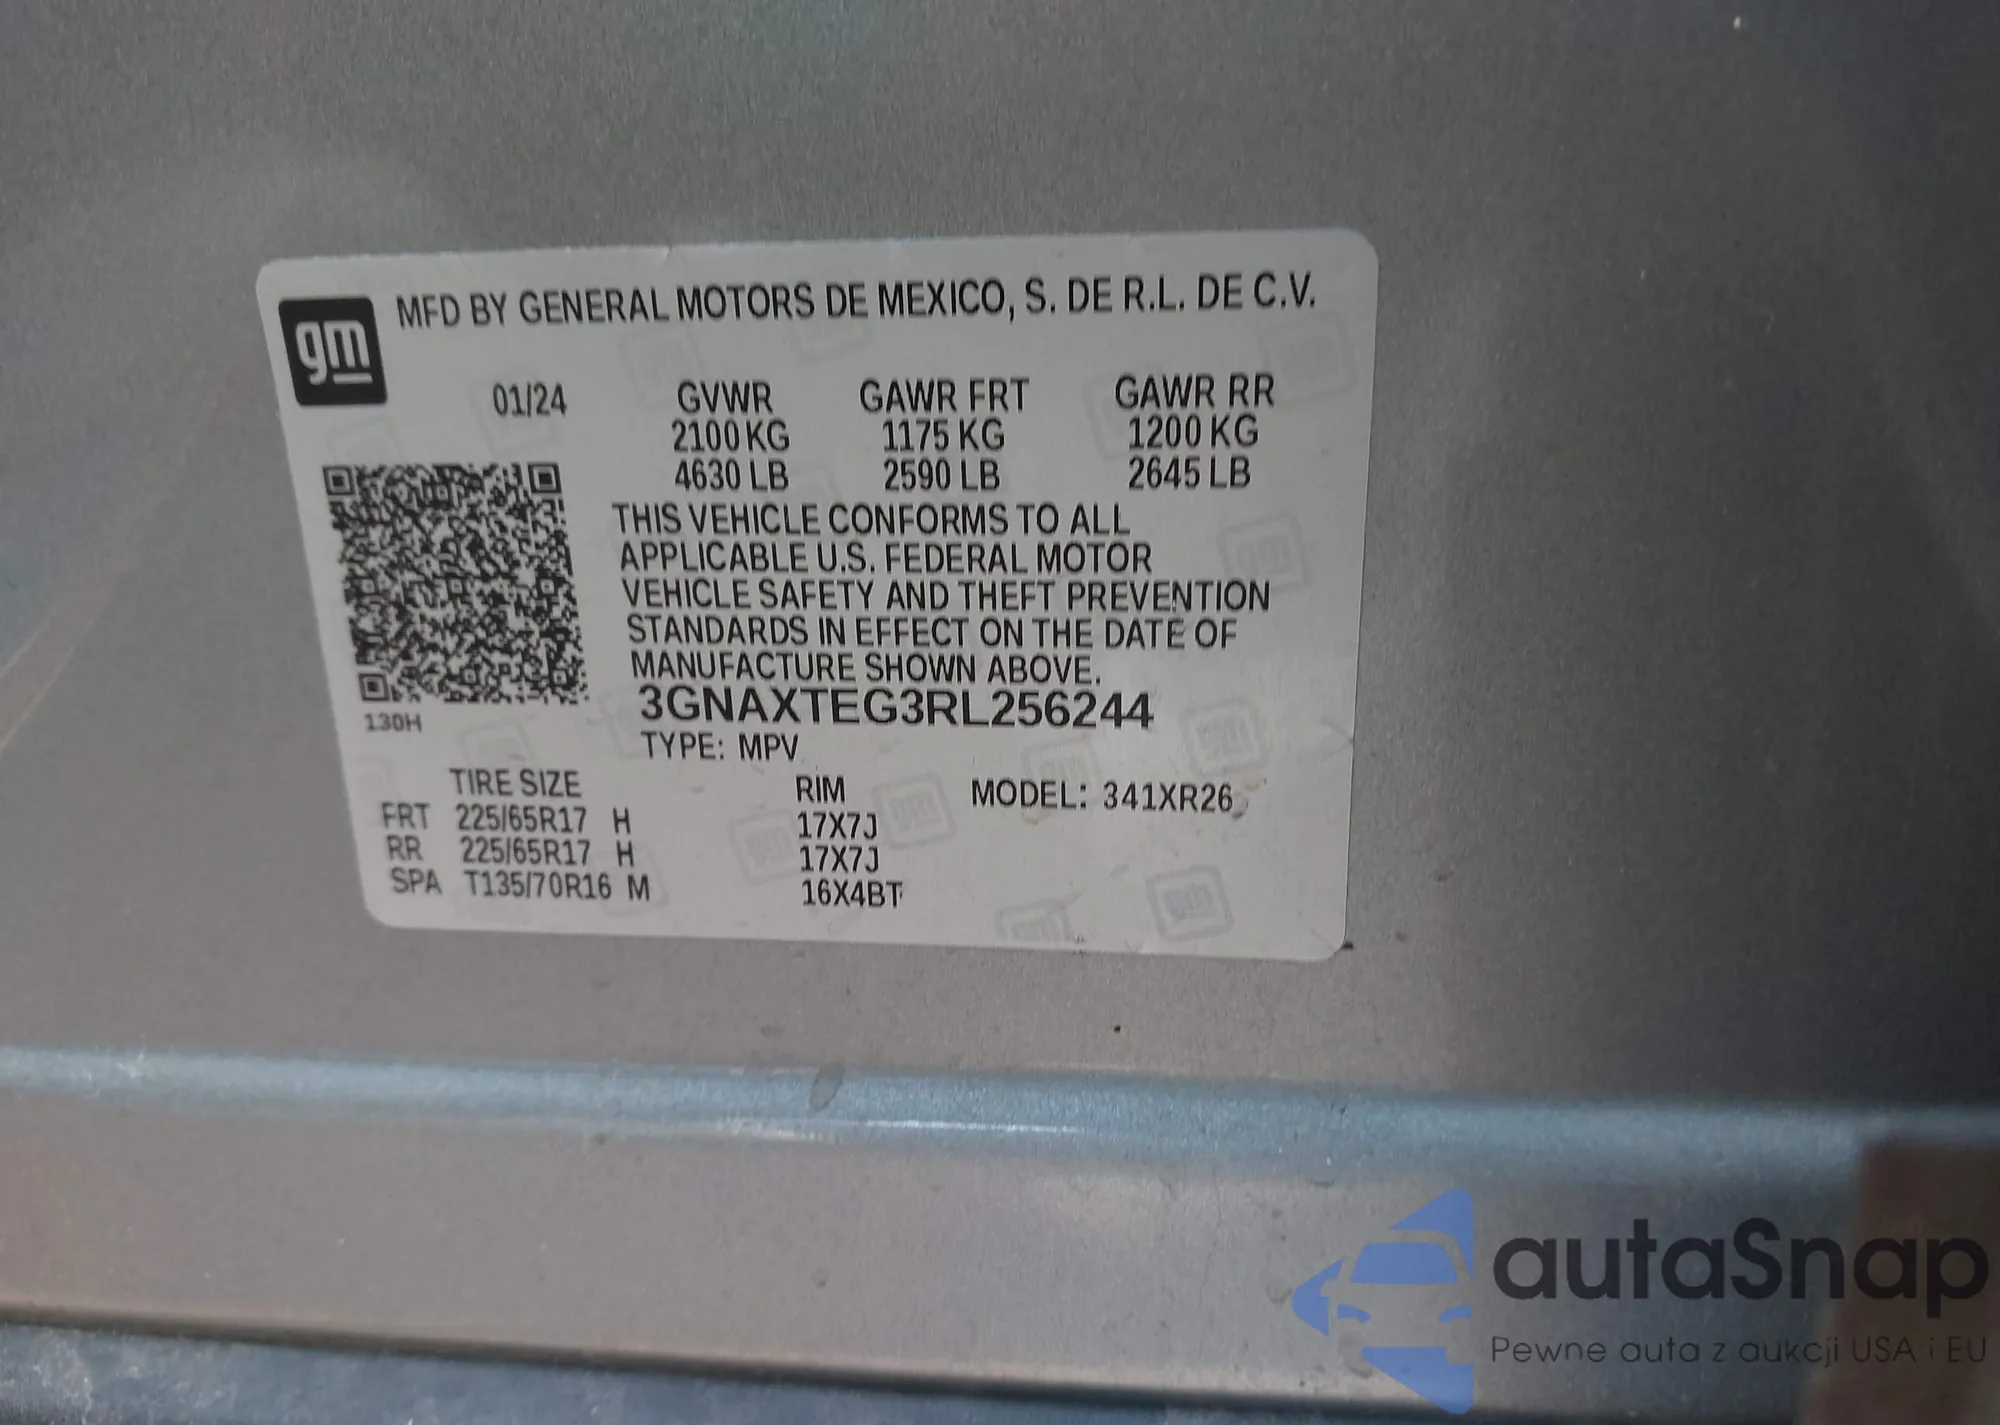 gm
MFD BY GENERAL MOTORS DE MEXICO, S. DE R.L. DE C.V.
01/24 GVWR GAWR FRT GAWR RR
2100KG 1175 KG 1200 KG
4630 LB 2590 LB 2645 LB
THIS VEHICLE CONFORMS TO ALL
APPLICABLE U.S. FEDERAL MOTOR
VEHICLE SAFETY AND THEFT PREVENTION
STANDARDS IN EFFECT ON THE DATE OF
MANUFACTURE SHOWN ABOVE.
3GNAXTEG3RL256244
130H
TYPE: MPV
TIRE SIZE RIM MODEL: 341XR26
FRT 225/65R17 H 17X7J
RR 225/65R17 H 17X7J
SPA T135/70R16 M 16X4BT
autaSnap
Pewne auta z aukcji USA i EU